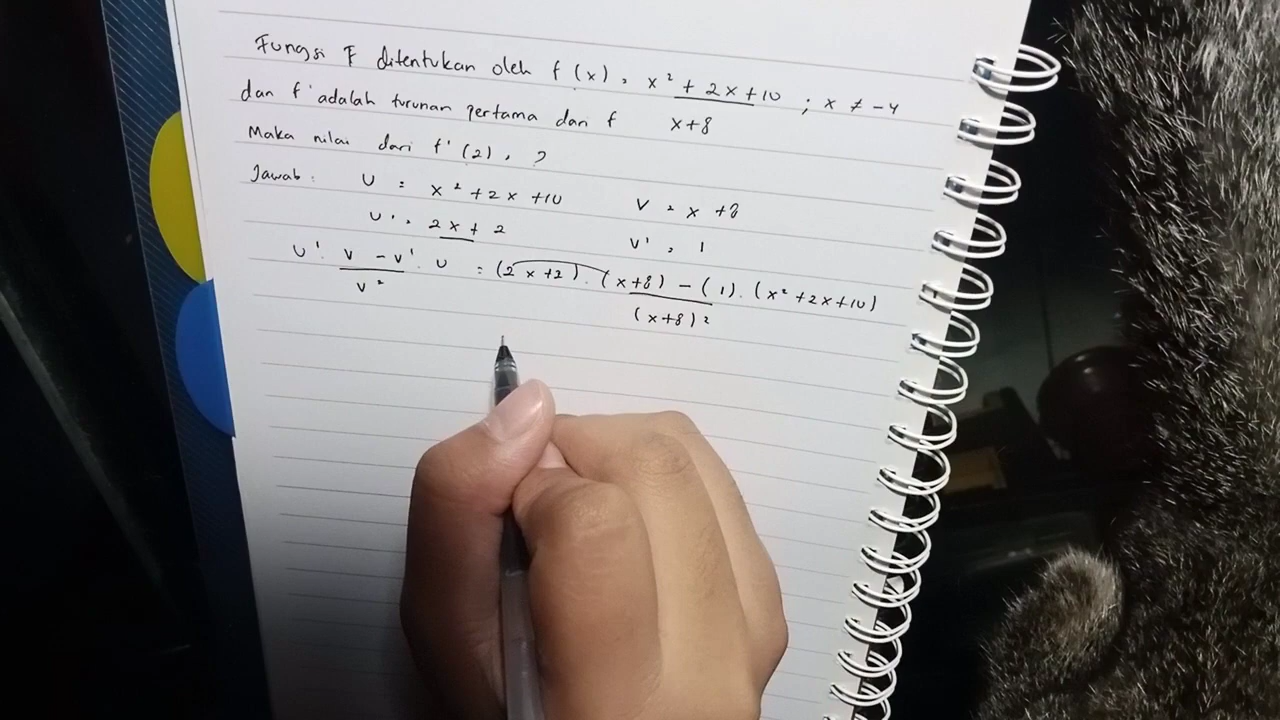 Fungsi F ditentukan oleh f(x) = x² + 2x + 10 ; x ≠ -4
dan f' adalah turunan pertama dan f x+8
Maka nilai dari f'(2) = ?
Jawab : U = x² + 2x + 10 V = x + 8
U' = 2x + 2 V' = 1
U' . V - V' . U = (2x+2) . (x+8) - (1) . (x² + 2x + 10)
V² (x+8)²